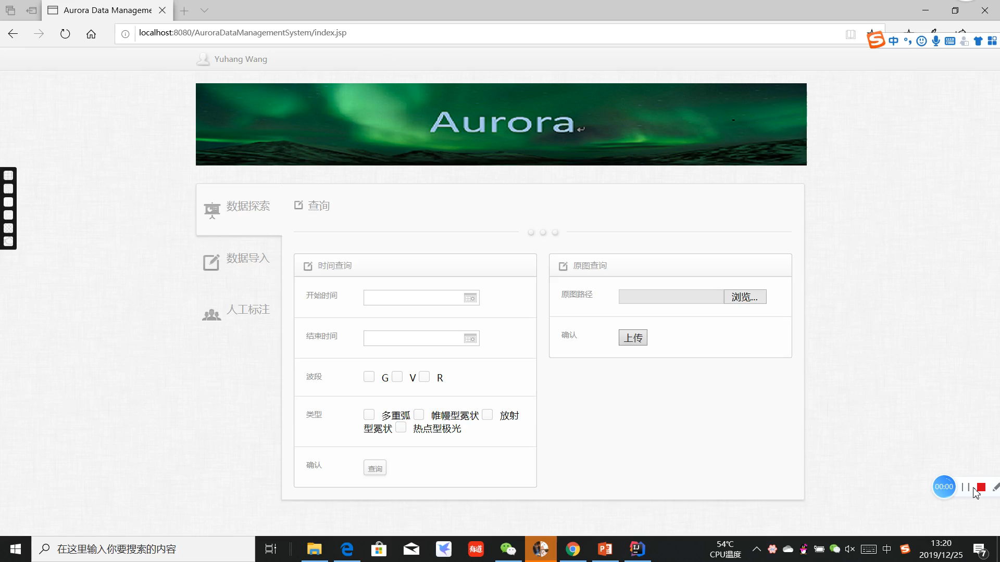 Aurora Data Manageme
localhost:8080/AuroraDataManagementSystem/index.jsp
中
Yuhang Wang
Aurora
数据探索
查询
数据导入
人工标注
时间查询
开始时间
结束时间
波段
G V R
类型
多重弧 帷幔型冕状 放射
型冕状 热点型极光
确认
查询
原图查询
原图路径
浏览...
确认
上传
00:00
在这里输入你要搜索的内容
有道
54℃
CPU温度
中
13:20
2019/12/25
7